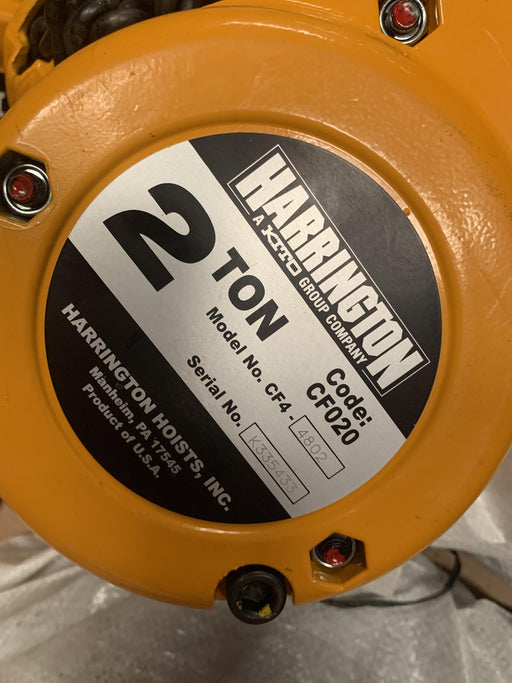 HARRINGTON
A KITO GROUP COMPANY
2 TON
Code:
CF020
Model No. CF4. 4802
Serial No. K335433
HARRINGTON HOISTS, INC.
Manheim, PA 17545
Product of U.S.A.